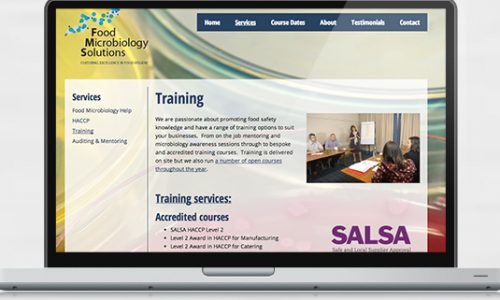 Home Services Course Dates About Testimonials Contact
Food
Microbiology
Solutions
Services
Food Microbiology Help
HACCP
Training
Auditing & Mentoring
Training
We are passionate about promoting food safety
knowledge and have a range of training options to suit
your businesses. From on the job mentoring and
microbiology awareness sessions through to bespoke
and accredited training courses. Training is delivered
on site but we also run a number of open courses
throughout the year.
Training services:
Accredited courses
SALSA HACCP Level 2
Level 2 Award in HACCP for Manufacturing
Level 2 Award in HACCP for Catering
SALSA
Safe and Local Supplier Approval